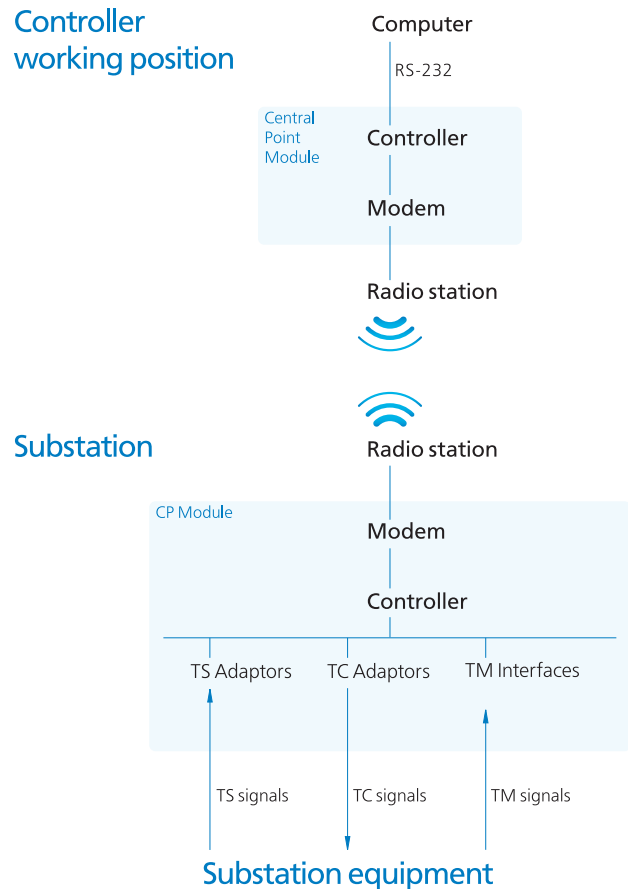 Controller
working position
Computer
RS-232
Central
Point
Module
Controller
Modem
Radio station
Substation
Radio station
CP Module
Modem
Controller
TS Adaptors
TC Adaptors
TM Interfaces
TS signals
TC signals
TM signals
Substation equipment